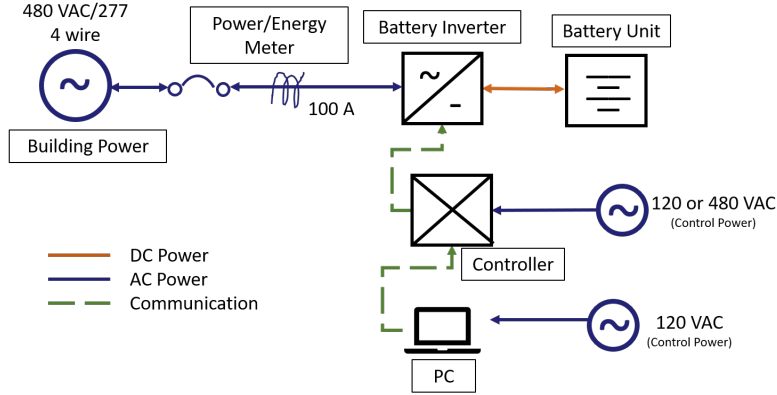 480 VAC/277
4 wire
Power/Energy
Meter
Battery Inverter
Battery Unit
~
~
-
100 A
Building Power
120 or 480 VAC
(Control Power)
~
Controller
DC Power
AC Power
Communication
~
120 VAC
(Control Power)
PC